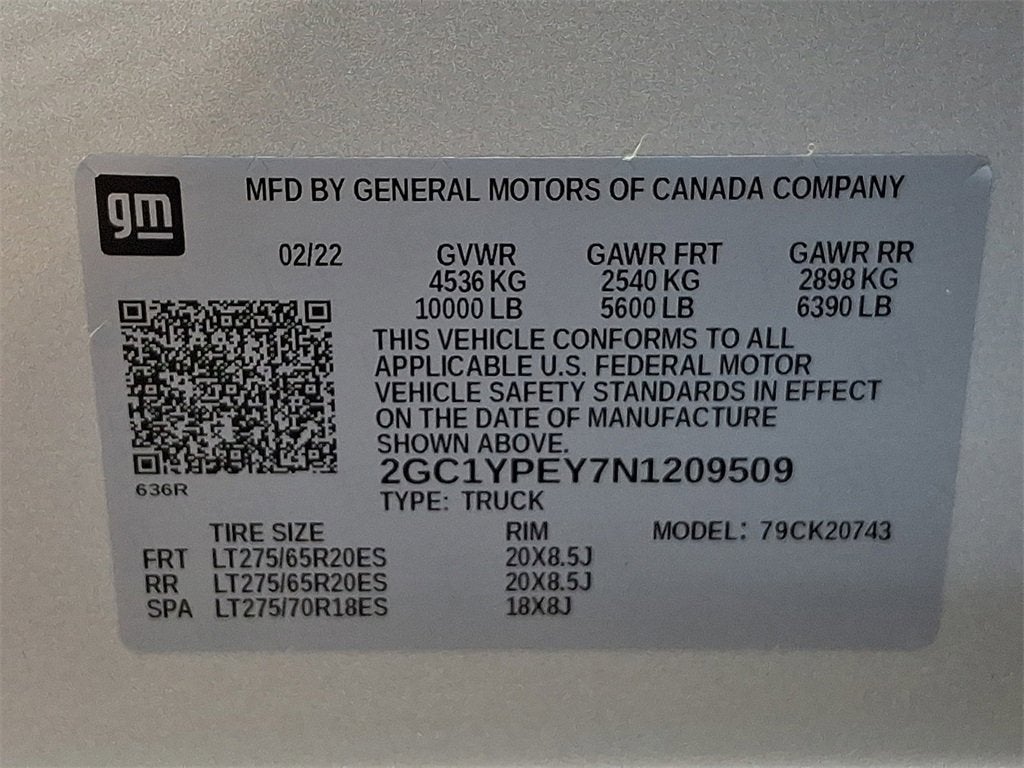 gm
MFD BY GENERAL MOTORS OF CANADA COMPANY
02/22 GVWR GAWR FRT GAWR RR
4536 KG 2540 KG 2898 KG
10000 LB 5600 LB 6390 LB
THIS VEHICLE CONFORMS TO ALL
APPLICABLE U.S. FEDERAL MOTOR
VEHICLE SAFETY STANDARDS IN EFFECT
ON THE DATE OF MANUFACTURE
SHOWN ABOVE.
2GC1YPEY7N1209509
636R
TYPE: TRUCK
TIRE SIZE RIM MODEL: 79CK20743
FRT LT275/65R20ES 20X8.5J
RR LT275/65R20ES 20X8.5J
SPA LT275/70R18ES 18X8J